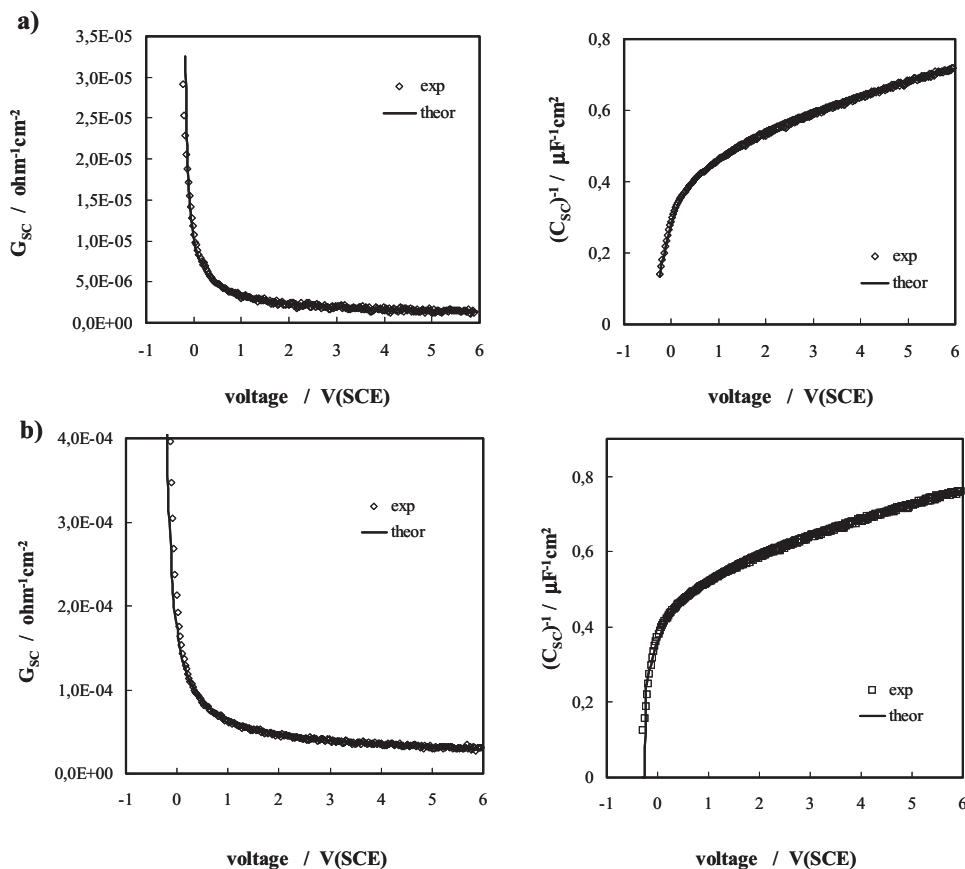 a)
3,5E-05
3,0E-05
2,5E-05
2,0E-05
1,5E-05
1,0E-05
5,0E-06
0,0E+00
-1 0 1 2 3 4 5 6
G_SC / ohm⁻¹cm⁻²
voltage / V(SCE)
exp
theor
0,8
0,6
0,4
0,2
0
-1 0 1 2 3 4 5 6
(C_SC)⁻¹ / µF⁻¹cm²
voltage / V(SCE)
exp
theor
b)
4,0E-04
3,0E-04
2,0E-04
1,0E-04
0,0E+00
-1 0 1 2 3 4 5 6
G_SC / ohm⁻¹cm⁻²
voltage / V(SCE)
exp
theor
0,8
0,6
0,4
0,2
0
-1 0 1 2 3 4 5 6
(C_SC)⁻¹ / µF⁻¹cm²
voltage / V(SCE)
exp
theor